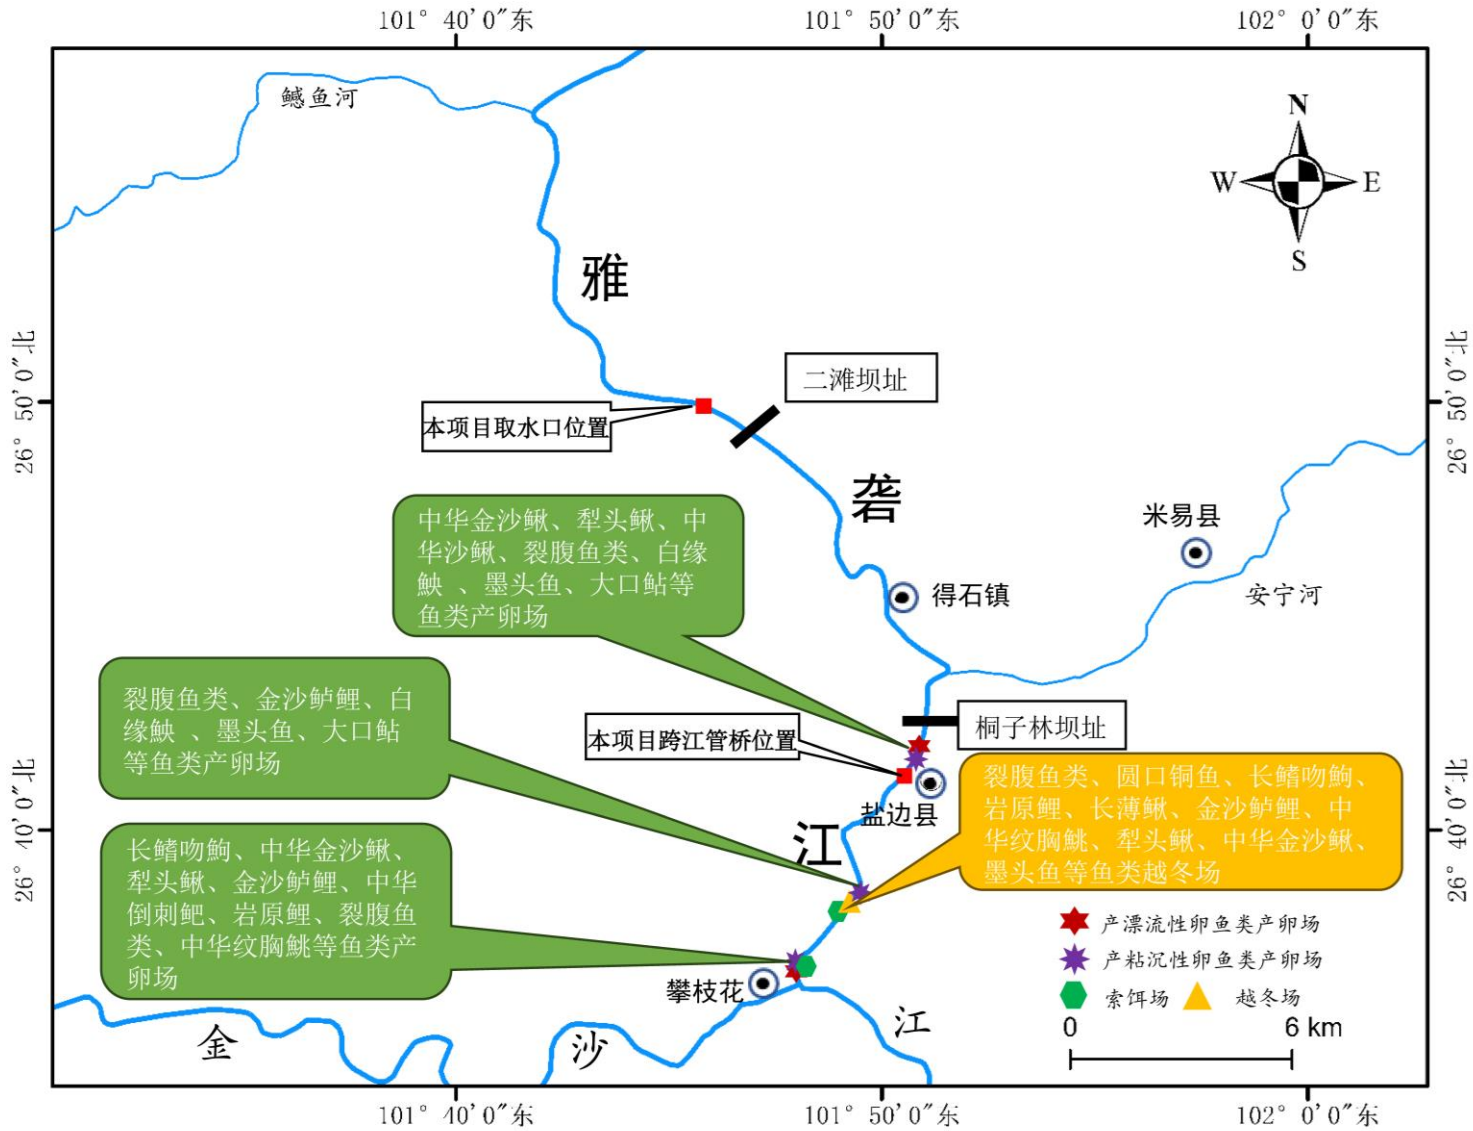 101° 40'0"东
101° 50'0"东
102° 0'0"东
鳡鱼河
N
W
E
S
雅
二滩坝址
26° 50'0"北
26° 50'0"北
本项目取水口位置
砻
米易县
中华金沙鳅、犁头鳅、中
华沙鳅、裂腹鱼类、白缘
鉠 、墨头鱼、大口鲇等
鱼类产卵场
得石镇
安宁河
裂腹鱼类、金沙鲈鲤、白
缘鉠 、墨头鱼、大口鲇
等鱼类产卵场
桐子林坝址
本项目跨江管桥位置
盐边县
裂腹鱼类、圆口铜鱼、长鳍吻鮈、
岩原鲤、长薄鳅、金沙鲈鲤、中
华纹胸鮡、犁头鳅、中华金沙鳅、
墨头鱼等鱼类越冬场
26° 40'0"北
26° 40'0"北
江
长鳍吻鮈、中华金沙鳅、
犁头鳅、金沙鲈鲤、中华
倒刺鲃、岩原鲤、裂腹鱼
类、中华纹胸鮡等鱼类产
卵场
产漂流性卵鱼类产卵场
产粘沉性卵鱼类产卵场
索饵场
越冬场
攀枝花
金
沙
江
0
6 km
101° 40'0"东
101° 50'0"东
102° 0'0"东